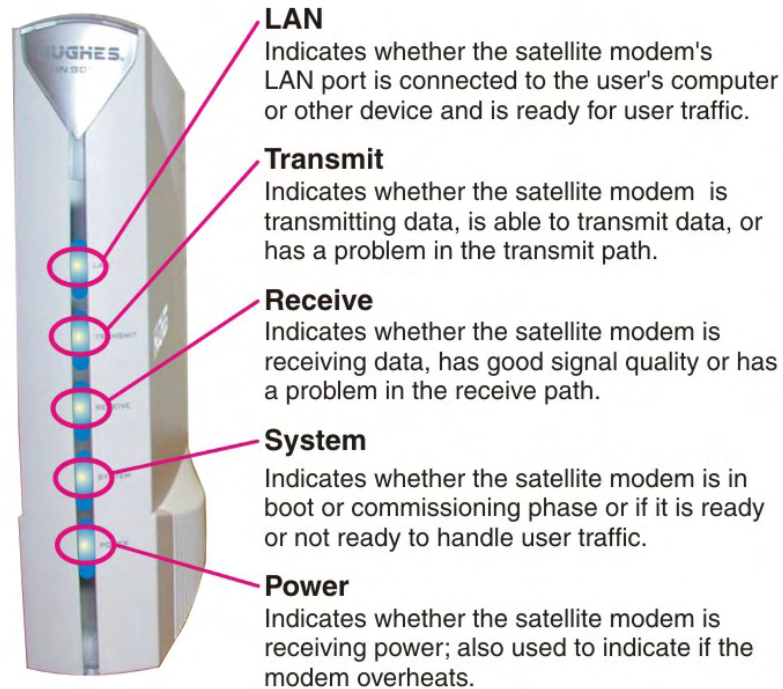 HUGHES.
LAN
Indicates whether the satellite modem's
LAN port is connected to the user's computer
or other device and is ready for user traffic.
Transmit
Indicates whether the satellite modem is
transmitting data, is able to transmit data, or
has a problem in the transmit path.
Receive
Indicates whether the satellite modem is
receiving data, has good signal quality or has
a problem in the receive path.
System
Indicates whether the satellite modem is in
boot or commissioning phase or if it is ready
or not ready to handle user traffic.
Power
Indicates whether the satellite modem is
receiving power; also used to indicate if the
modem overheats.
TRANSMIT
RECEIVE
SYSTEM
POWER